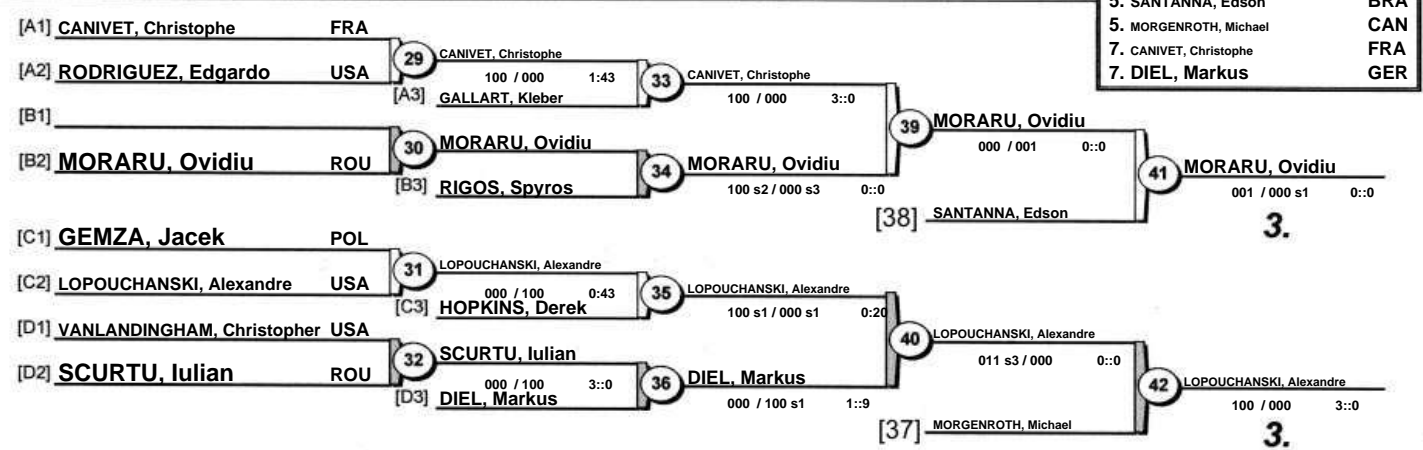 5. SANTANNA, Edson BRA
5. MORGENROTH, Michael CAN
7. CANIVET, Christophe FRA
7. DIEL, Markus GER
[A1] CANIVET, Christophe FRA
29
CANIVET, Christophe
[A2] RODRIGUEZ, Edgardo USA
100 / 000 1:43
[A3] GALLART, Kleber
33
CANIVET, Christophe
100 / 000 3::0
[B1]
30
MORARU, Ovidiu
[B2] MORARU, Ovidiu ROU
[B3] RIGOS, Spyros
34
MORARU, Ovidiu
100 s2 / 000 s3 0::0
39
MORARU, Ovidiu
000 / 001 0::0
[38] SANTANNA, Edson
41
MORARU, Ovidiu
001 / 000 s1 0::0
3.
[C1] GEMZA, Jacek POL
31
LOPOUCHANSKI, Alexandre
[C2] LOPOUCHANSKI, Alexandre USA
000 / 100 0:43
[C3] HOPKINS, Derek
35
LOPOUCHANSKI, Alexandre
100 s1 / 000 s1 0:20
[D1] VANLANDINGHAM, Christopher USA
32
SCURTU, Iulian
[D2] SCURTU, Iulian ROU
000 / 100 3::0
[D3] DIEL, Markus
36
DIEL, Markus
000 / 100 s1 1::9
40
LOPOUCHANSKI, Alexandre
011 s3 / 000 0::0
[37] MORGENROTH, Michael
42
LOPOUCHANSKI, Alexandre
100 / 000 3::0
3.